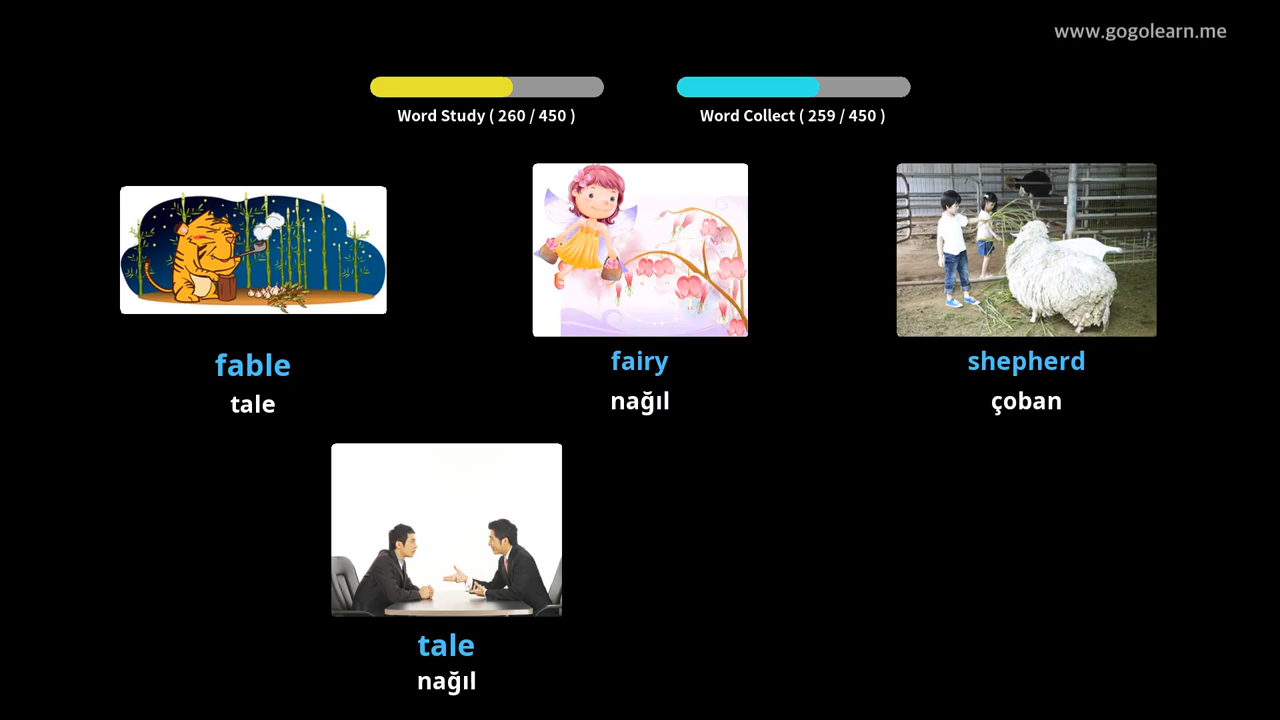 www.gogolearn.me
Word Study ( 260 / 450 )
Word Collect ( 259 / 450 )
fable
tale
fairy
nağıl
shepherd
çoban
tale
nağıl